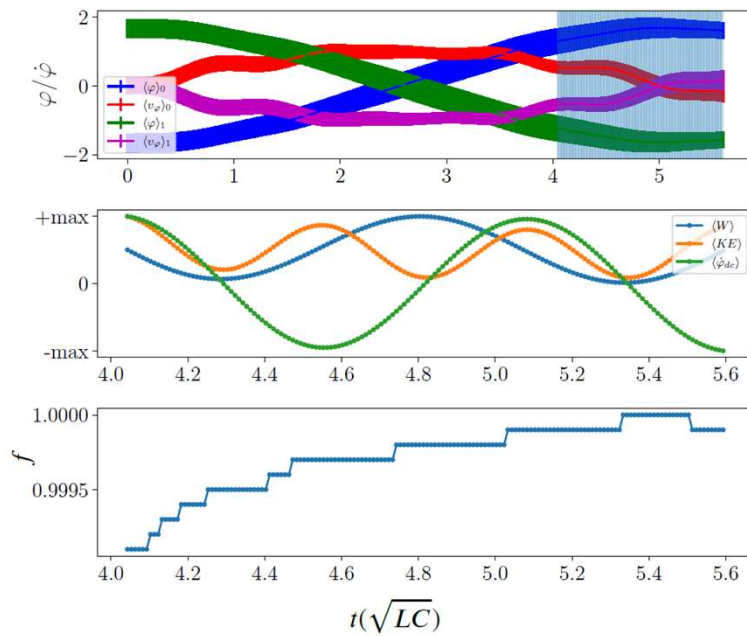 φ/φ̇
2
0
−2
⟨φ⟩₀
⟨v_φ⟩₀
⟨φ⟩₁
⟨v_φ⟩₁
0 1 2 3 4 5
+max
0
-max
⟨W⟩
⟨KE⟩
⟨φ̇_dc⟩
4.0 4.2 4.4 4.6 4.8 5.0 5.2 5.4 5.6
f
1.0000
0.9995
4.0 4.2 4.4 4.6 4.8 5.0 5.2 5.4 5.6
t(√LC)